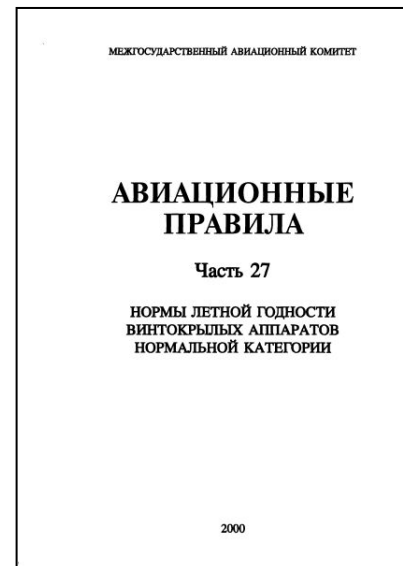 МЕЖГОСУДАРСТВЕННЫЙ АВИАЦИОННЫЙ КОМИТЕТ
АВИАЦИОННЫЕ
ПРАВИЛА
Часть 27
НОРМЫ ЛЕТНОЙ ГОДНОСТИ
ВИНТОКРЫЛЫХ АППАРАТОВ
НОРМАЛЬНОЙ КАТЕГОРИИ
2000